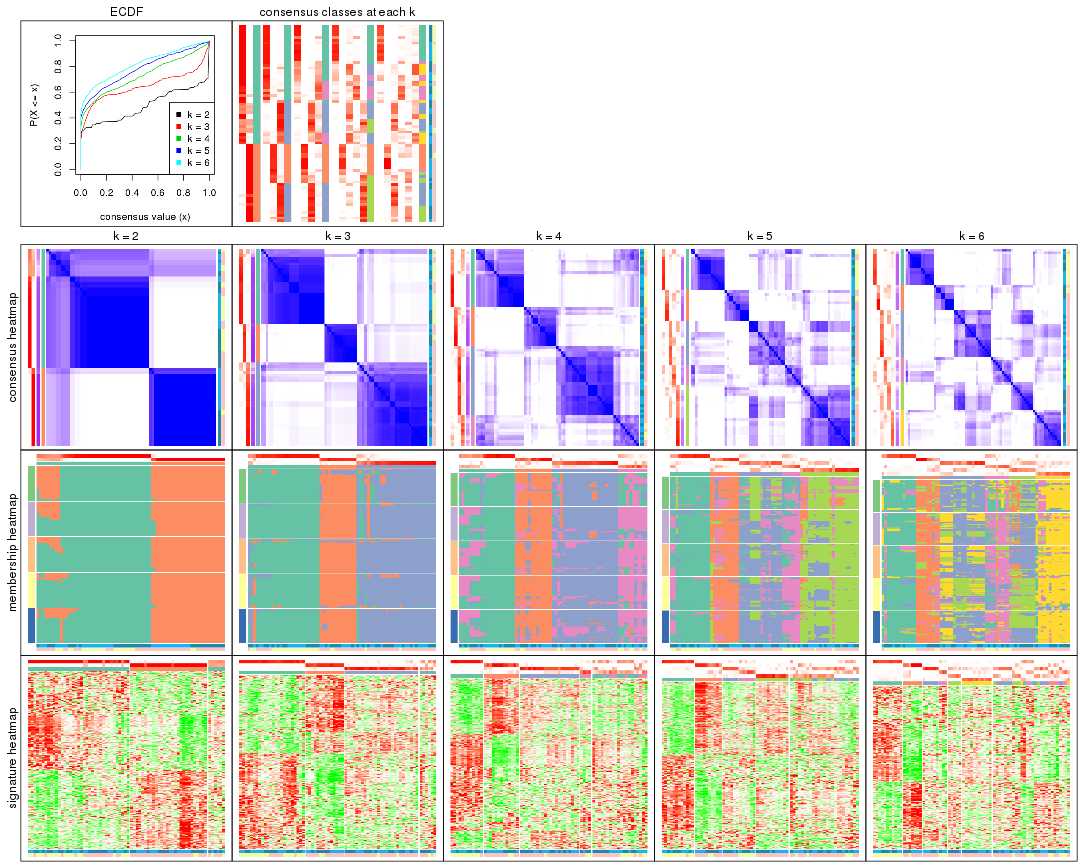 ECDF
consensus classes at each k
P(X <= x)
0.0 0.2 0.4 0.6 0.8 1.0
k = 2
k = 3
k = 4
k = 5
k = 6
0.0 0.2 0.4 0.6 0.8 1.0
consensus value (x)
k = 2 k = 3 k = 4 k = 5 k = 6
consensus heatmap
membership heatmap
signature heatmap